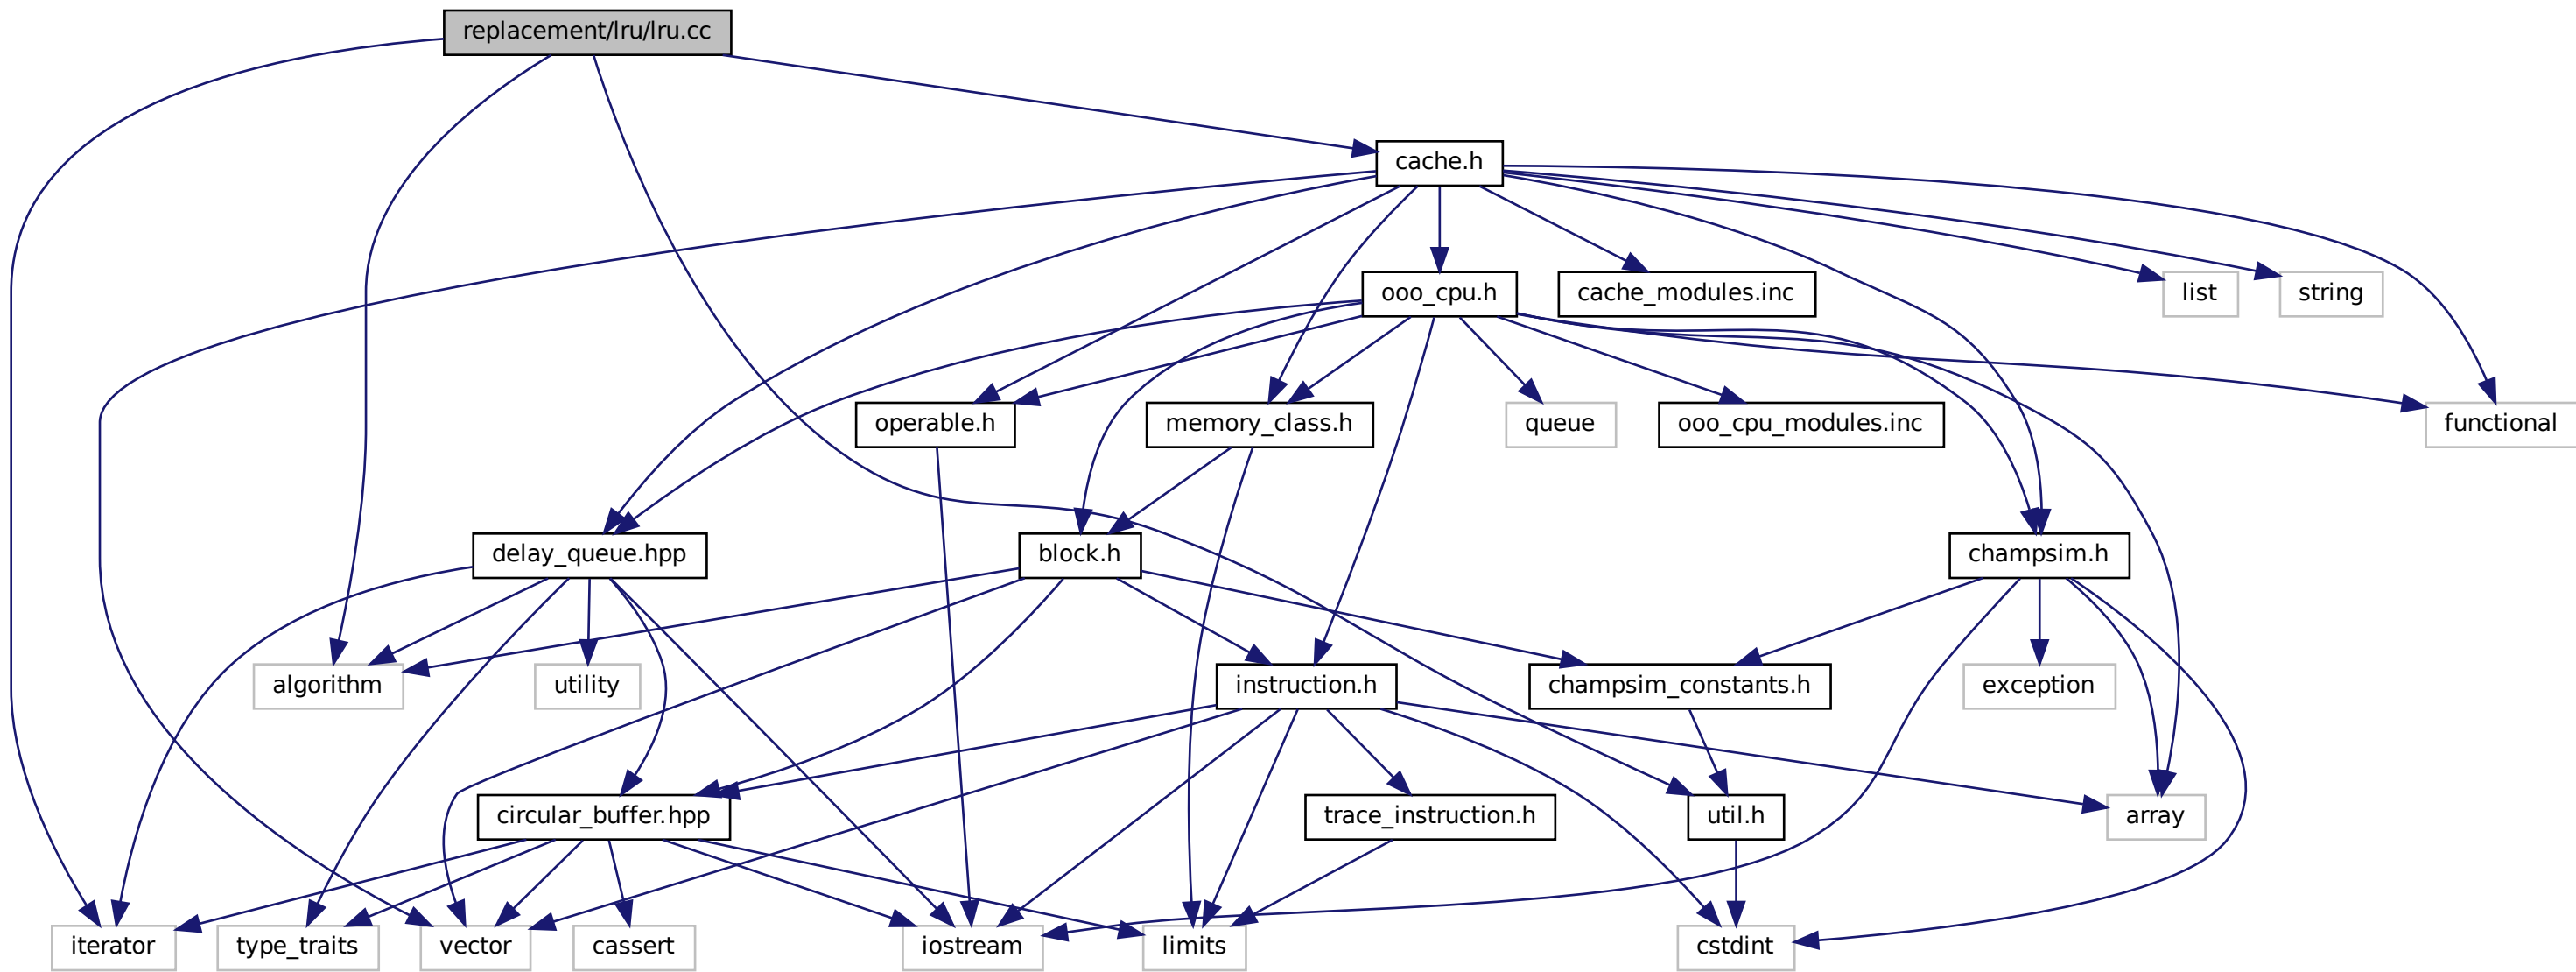 replacement/lru/lru.cc
cache.h
ooo_cpu.h
cache_modules.inc
list
string
operable.h
memory_class.h
queue
ooo_cpu_modules.inc
functional
delay_queue.hpp
block.h
champsim.h
algorithm
utility
instruction.h
champsim_constants.h
exception
circular_buffer.hpp
trace_instruction.h
util.h
array
iterator
type_traits
vector
cassert
iostream
limits
cstdint